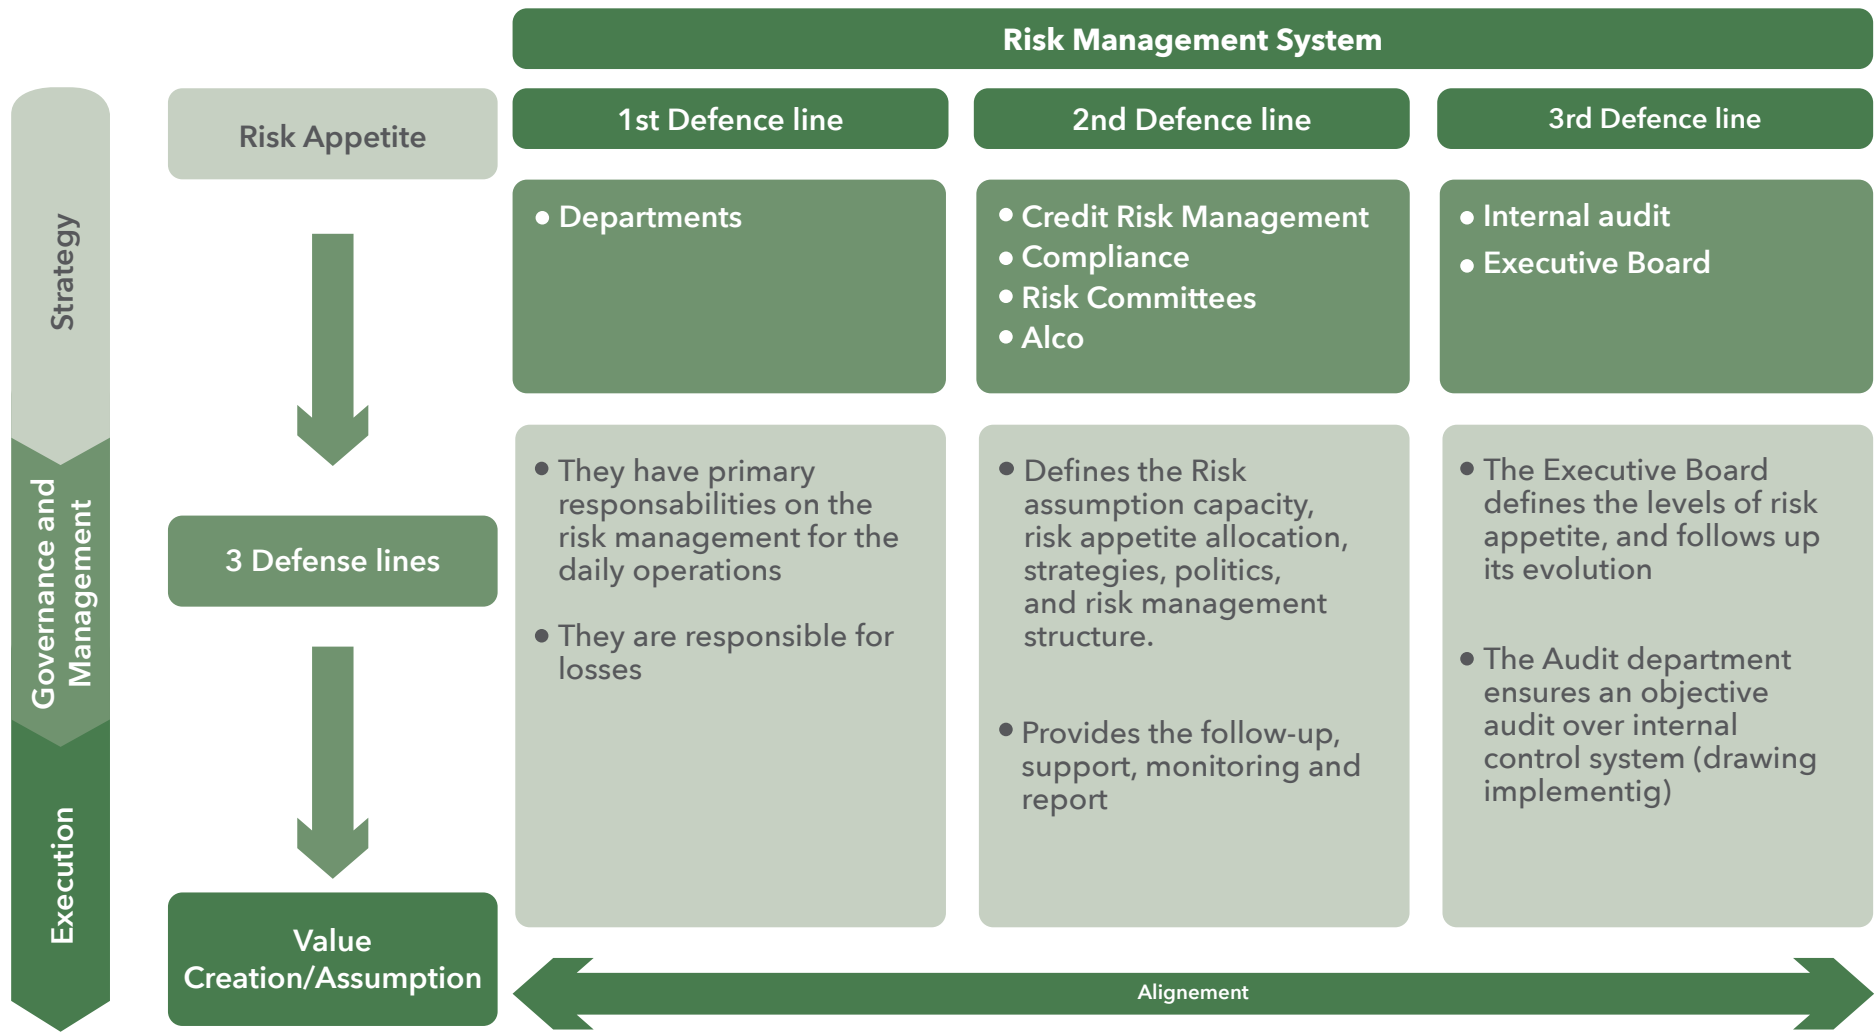 Risk Management System
Strategy
Governance and
Management
Execution
Risk Appetite
3 Defense lines
Value
Creation/Assumption
1st Defence line
2nd Defence line
3rd Defence line
• Departments
• Credit Risk Management
• Compliance
• Risk Committees
• Alco
• Internal audit
• Executive Board
• They have primary
responsabilities on the
risk management for the
daily operations
• They are responsible for
losses
• Defines the Risk
assumption capacity,
risk appetite allocation,
strategies, politics,
and risk management
structure.
• Provides the follow-up,
support, monitoring and
report
• The Executive Board
defines the levels of risk
appetite, and follows up
its evolution
• The Audit department
ensures an objective
audit over internal
control system (drawing
implementig)
Alignement